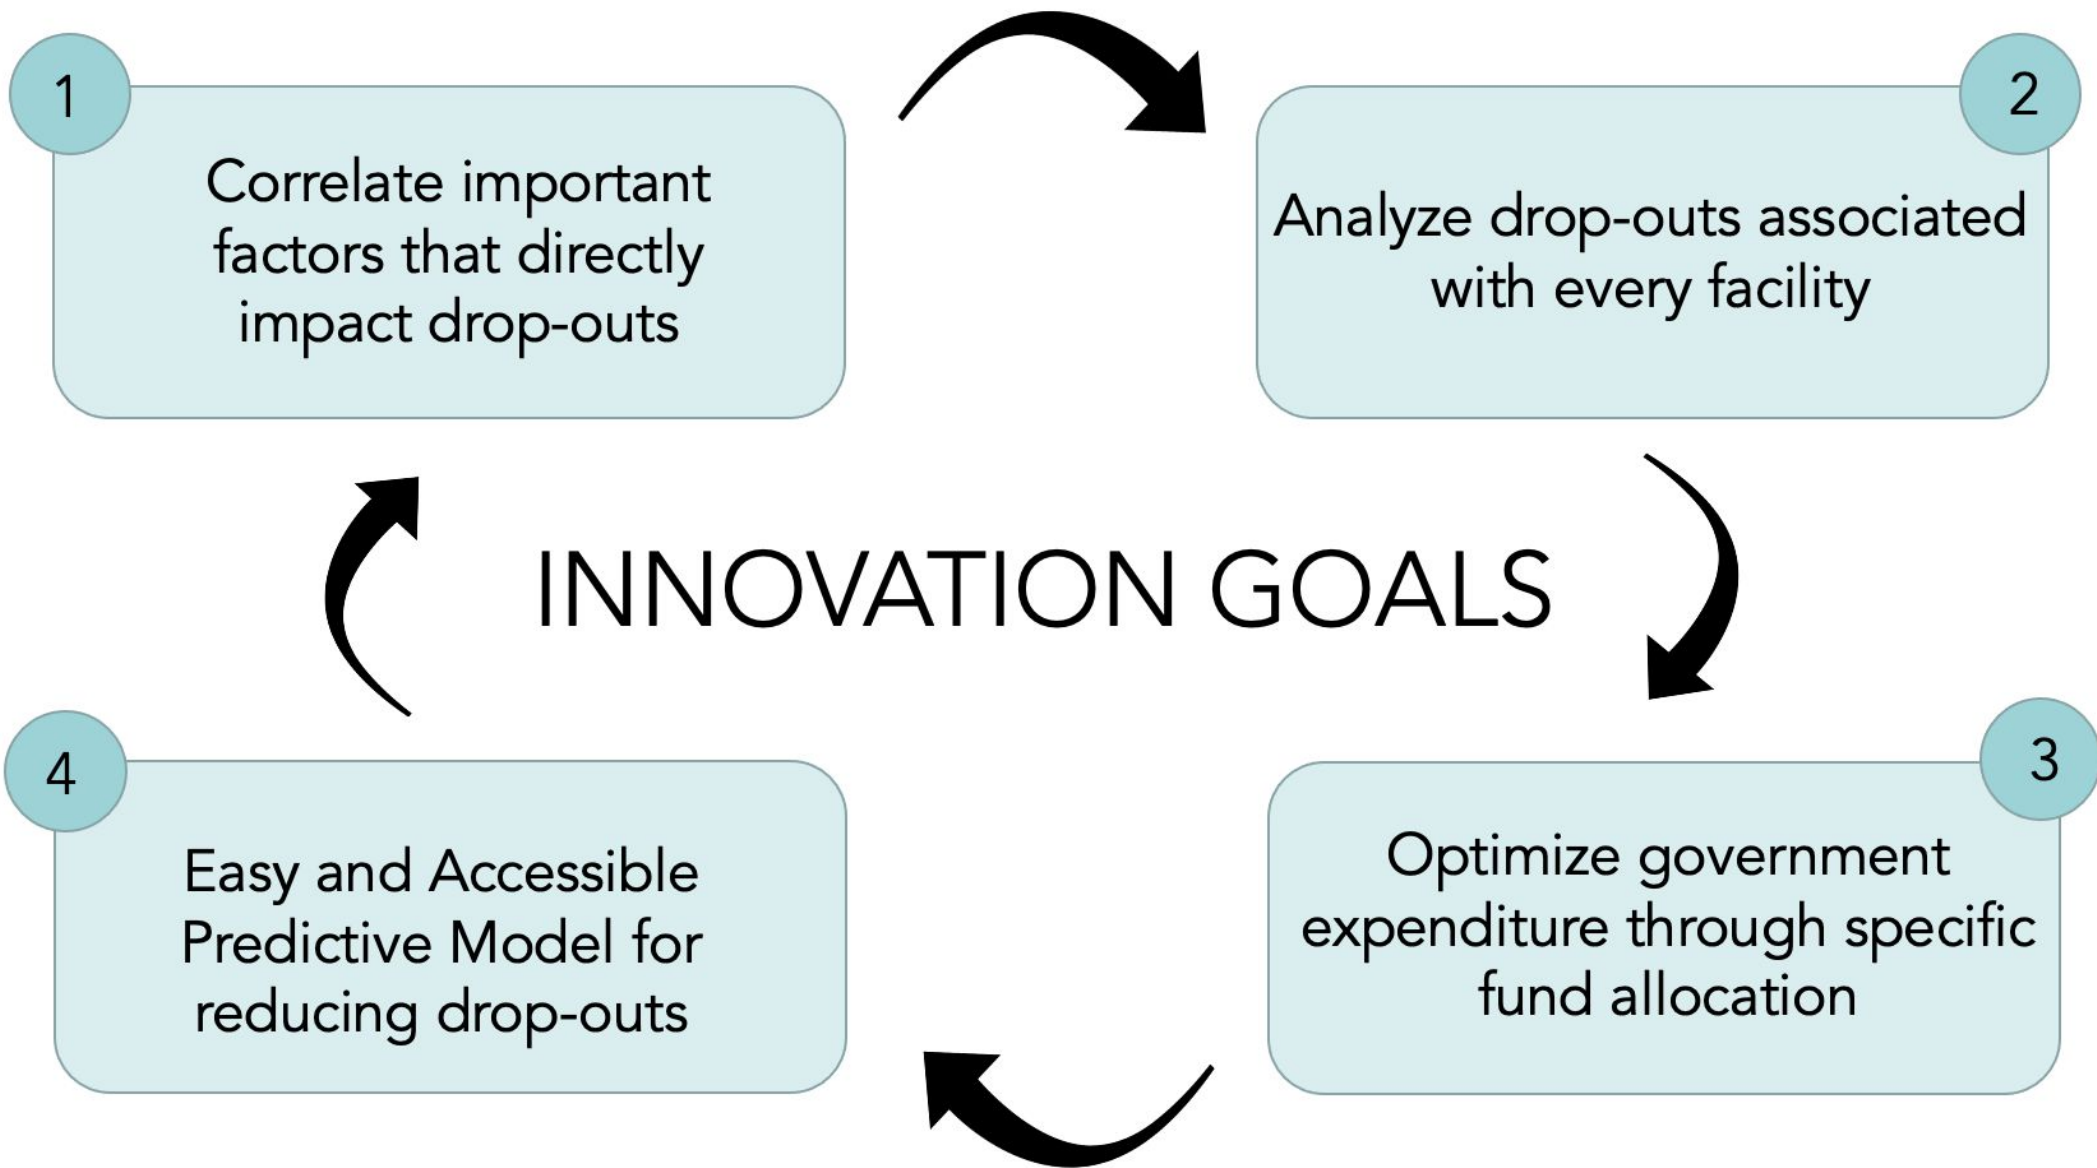 1
Correlate important
factors that directly
impact drop-outs
2
Analyze drop-outs associated
with every facility
INNOVATION GOALS
3
Optimize government
expenditure through specific
fund allocation
4
Easy and Accessible
Predictive Model for
reducing drop-outs